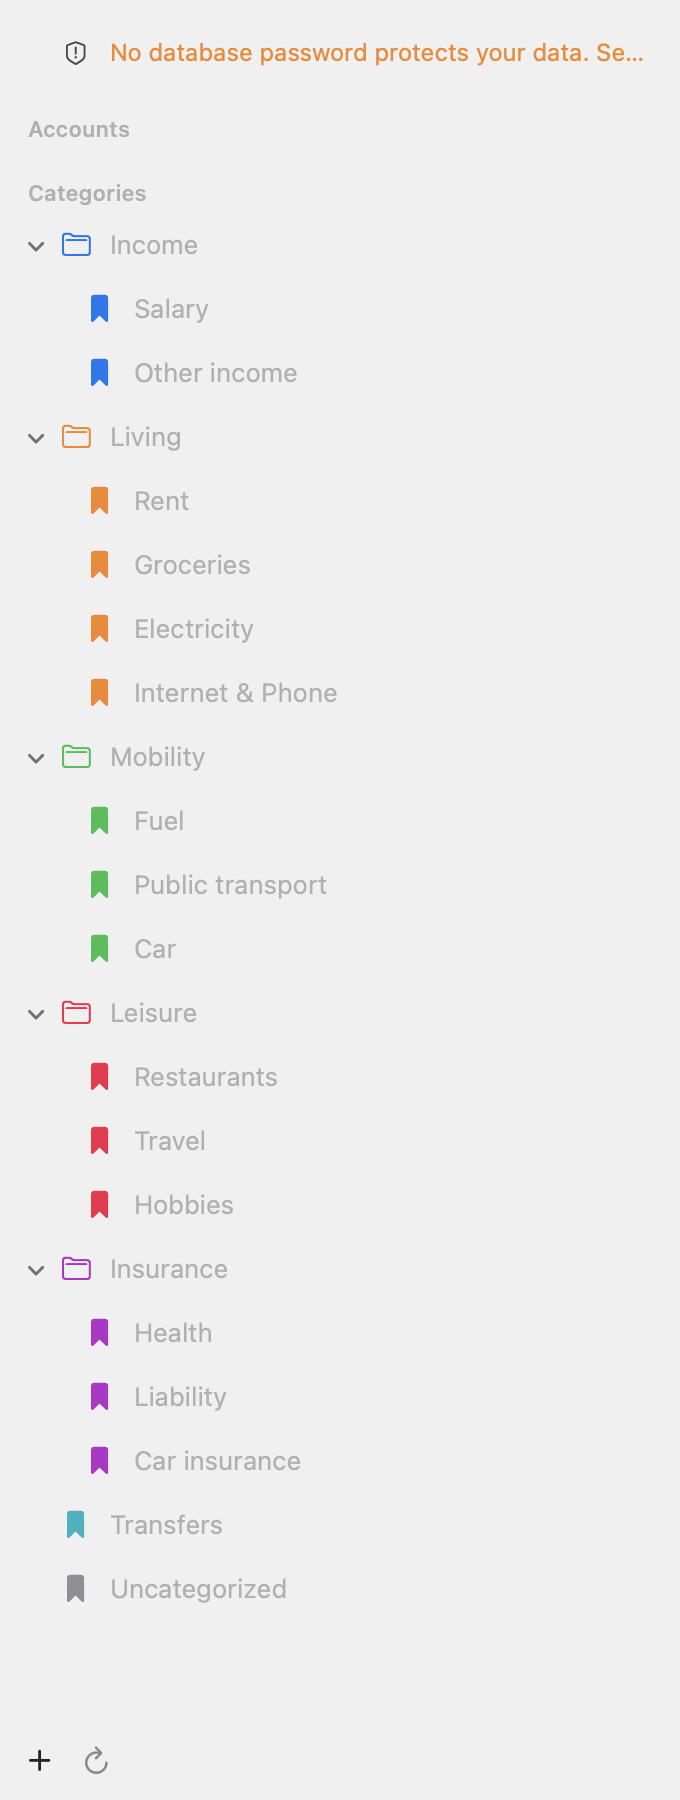 No database password protects your data. Se...
Accounts
Categories
Income
Salary
Other income
Living
Rent
Groceries
Electricity
Internet & Phone
Mobility
Fuel
Public transport
Car
Leisure
Restaurants
Travel
Hobbies
Insurance
Health
Liability
Car insurance
Transfers
Uncategorized